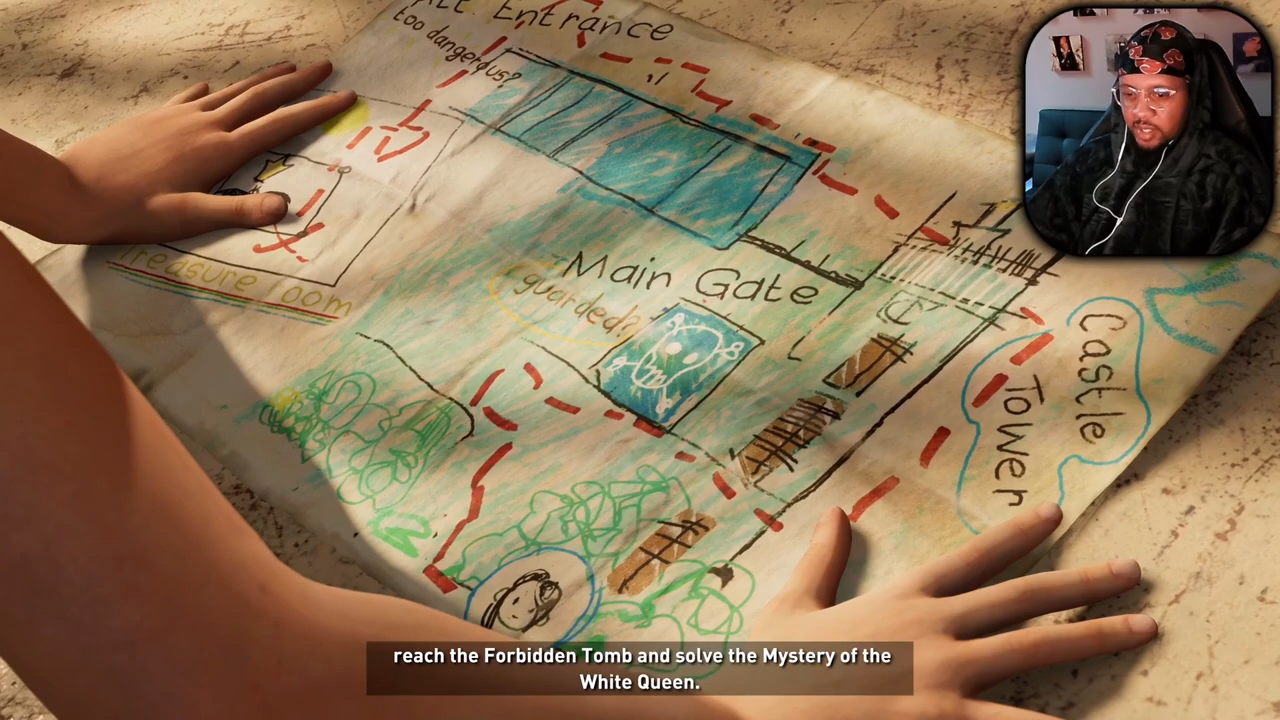 Alt Entrance
too dangerous?
Main Gate
guarded?
Treasure room
Castle
Tower
reach the Forbidden Tomb and solve the Mystery of the
White Queen.